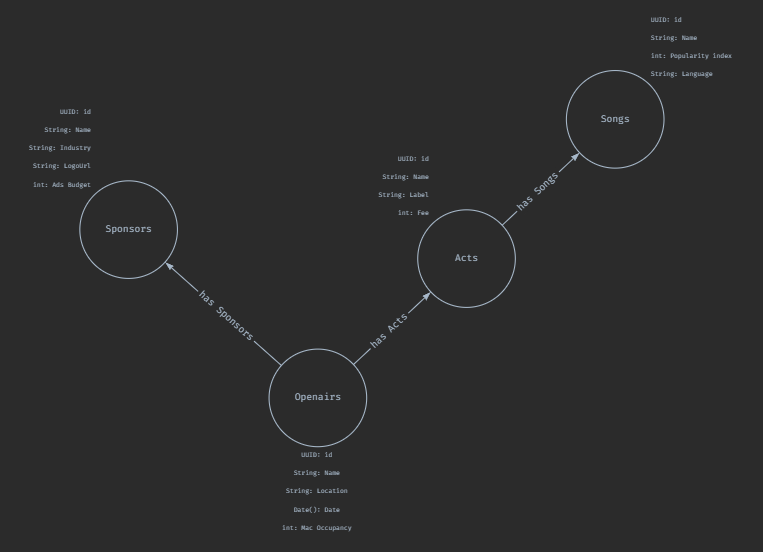 UUID: id
String: Name
int: Popularity index
String: Language
Songs
UUID: id
String: Name
String: Industry
String: LogoUrl
int: Ads Budget
Sponsors
UUID: id
String: Name
String: Label
int: Fee
Acts
has Songs
has Sponsors
has Acts
Openairs
UUID: id
String: Name
String: Location
Date(): Date
int: Mac Occupancy